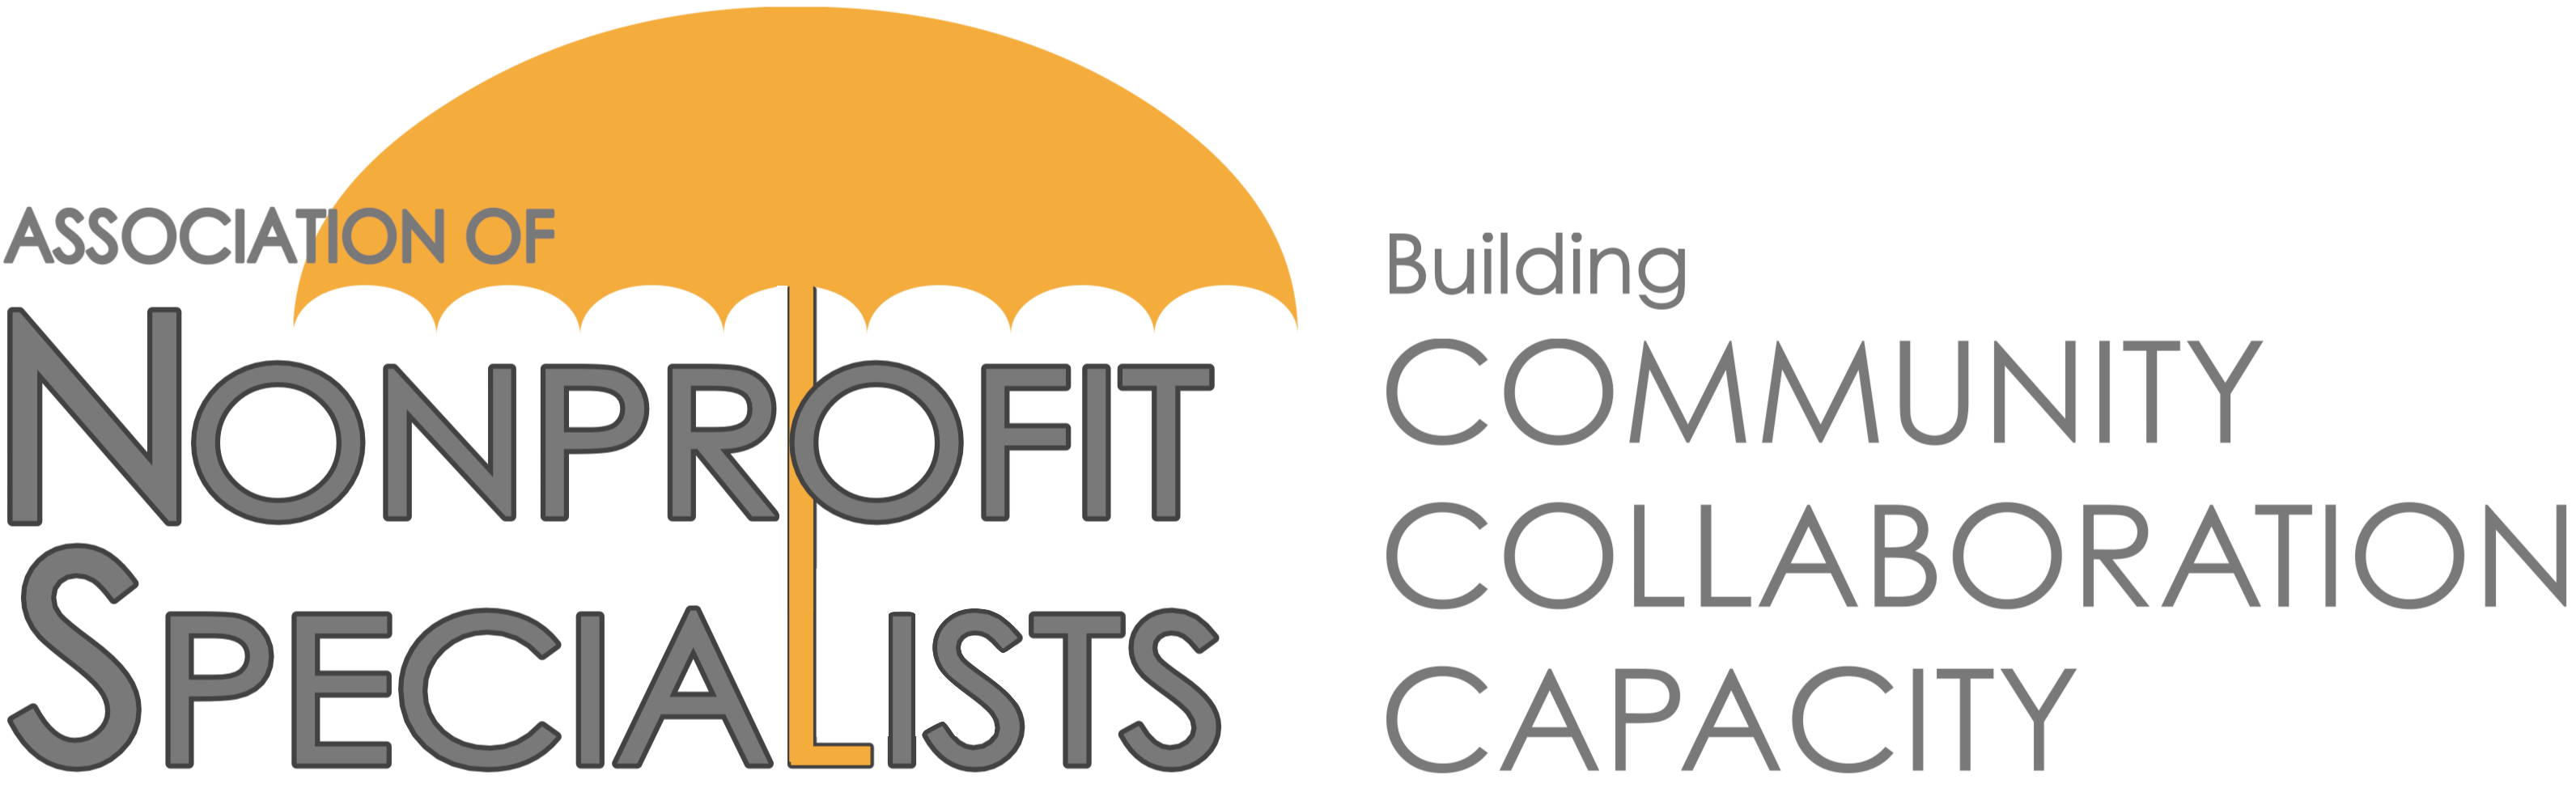 ASSOCIATION OF
NONPROFIT
SPECIALISTS
Building
COMMUNITY
COLLABORATION
CAPACITY